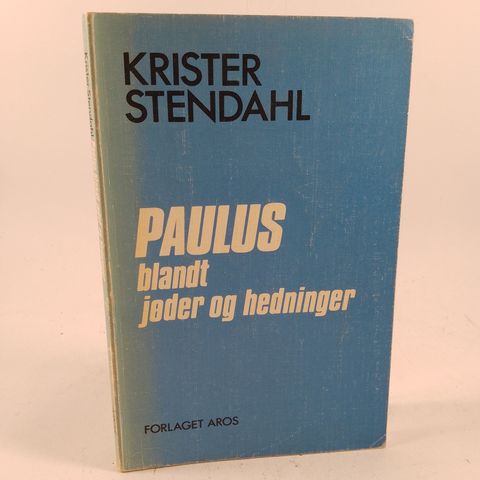 KRISTER
STENDAHL
PAULUS
blandt
jøder og hedninger
FORLAGET AROS
Krister Stendahl